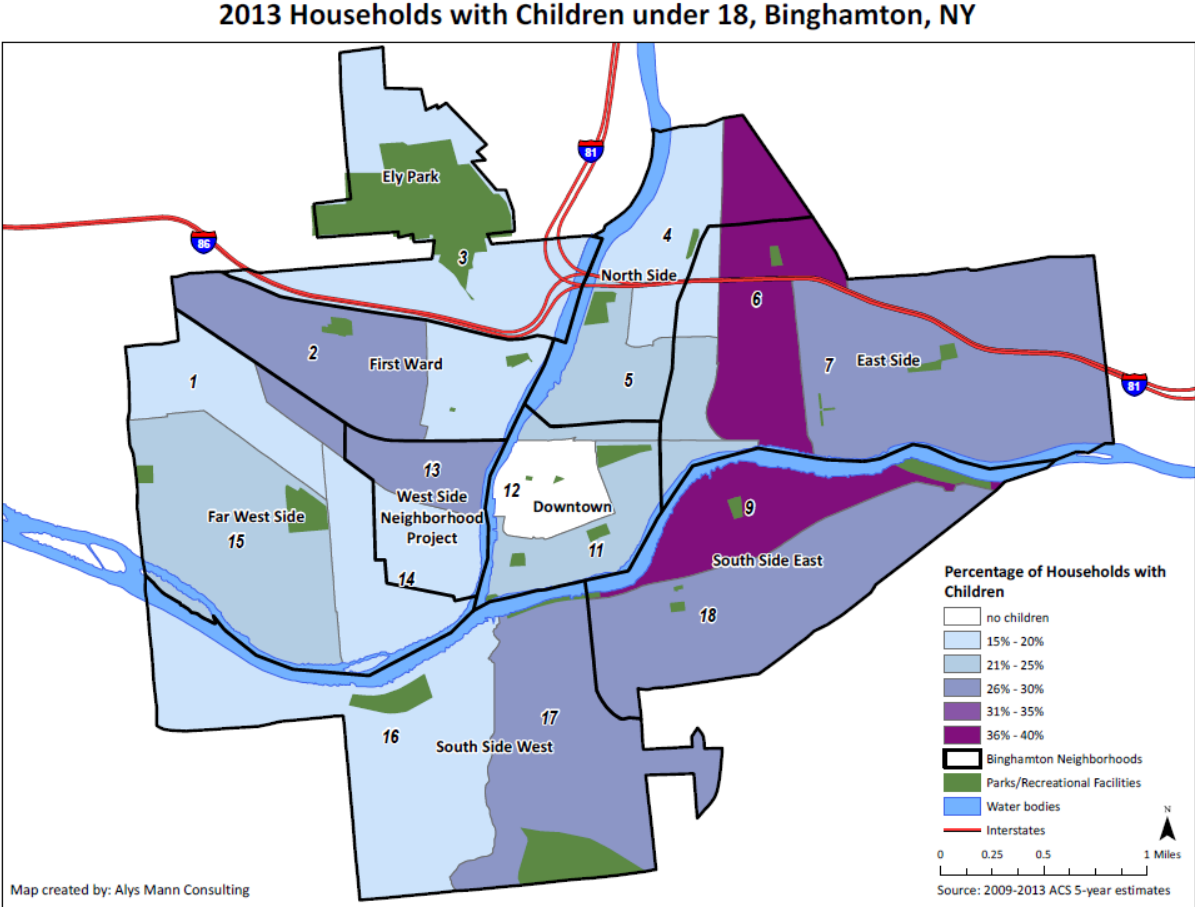 2013 Households with Children under 18, Binghamton, NY
81
Ely Park
86
3
4
North Side
6
2
First Ward
1
5
7
East Side
81
13
West Side
Neighborhood
Project
12
Downtown
9
Far West Side
15
11
South Side East
14
18
17
16
South Side West
Percentage of Households with
Children
no children
15% - 20%
21% - 25%
26% - 30%
31% - 35%
36% - 40%
Binghamton Neighborhoods
Parks/Recreational Facilities
Water bodies
Interstates
N
0 0.25 0.5 1 Miles
Map created by: Alys Mann Consulting
Source: 2009-2013 ACS 5-year estimates